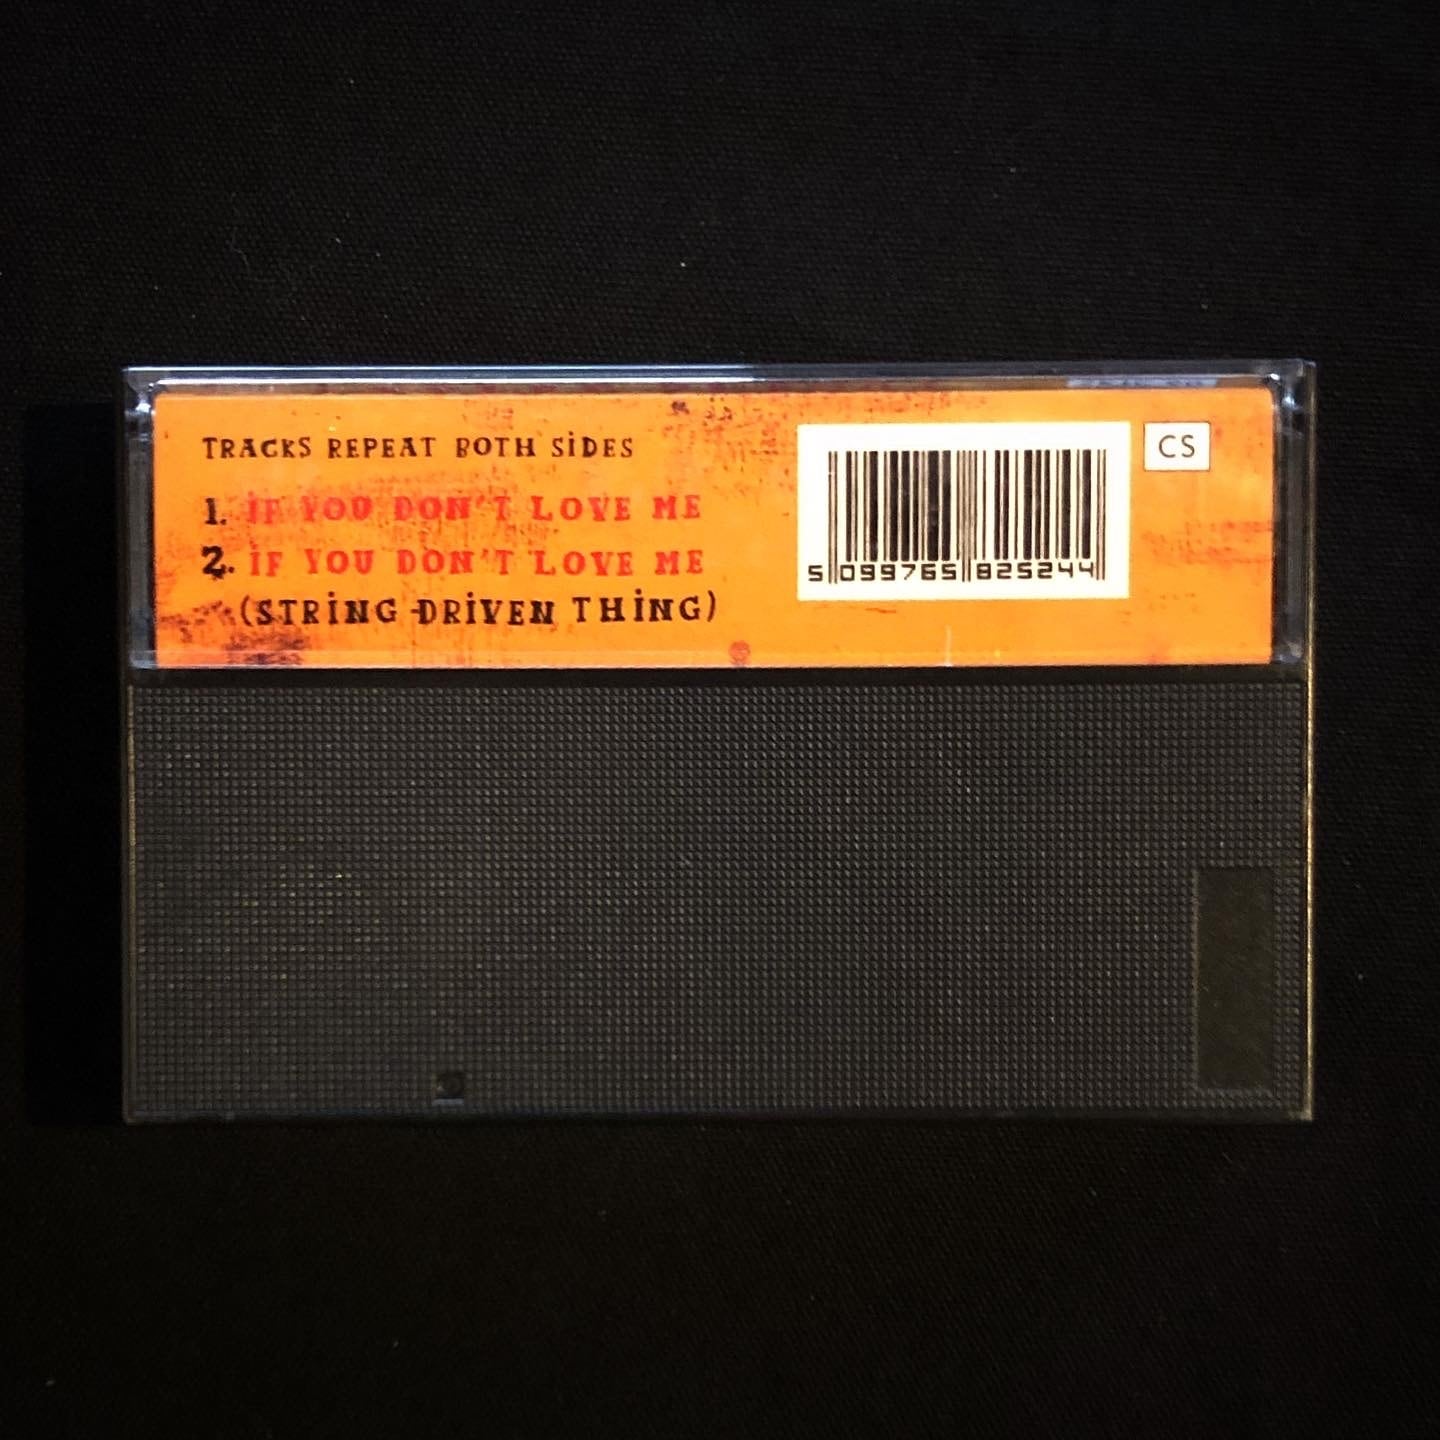 TRACKS REPEAT BOTH SiDES
1. iF YOU DON'T LOVE ME
2. iF YOU DON'T LOVE ME
(STRiNG-DRiVEN THiNG)
5 099765 825244
CS